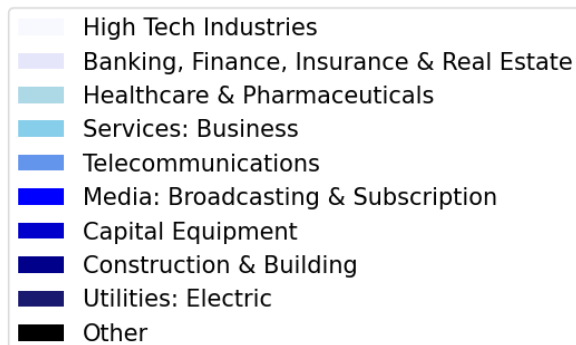 High Tech Industries
Banking, Finance, Insurance & Real Estate
Healthcare & Pharmaceuticals
Services: Business
Telecommunications
Media: Broadcasting & Subscription
Capital Equipment
Construction & Building
Utilities: Electric
Other